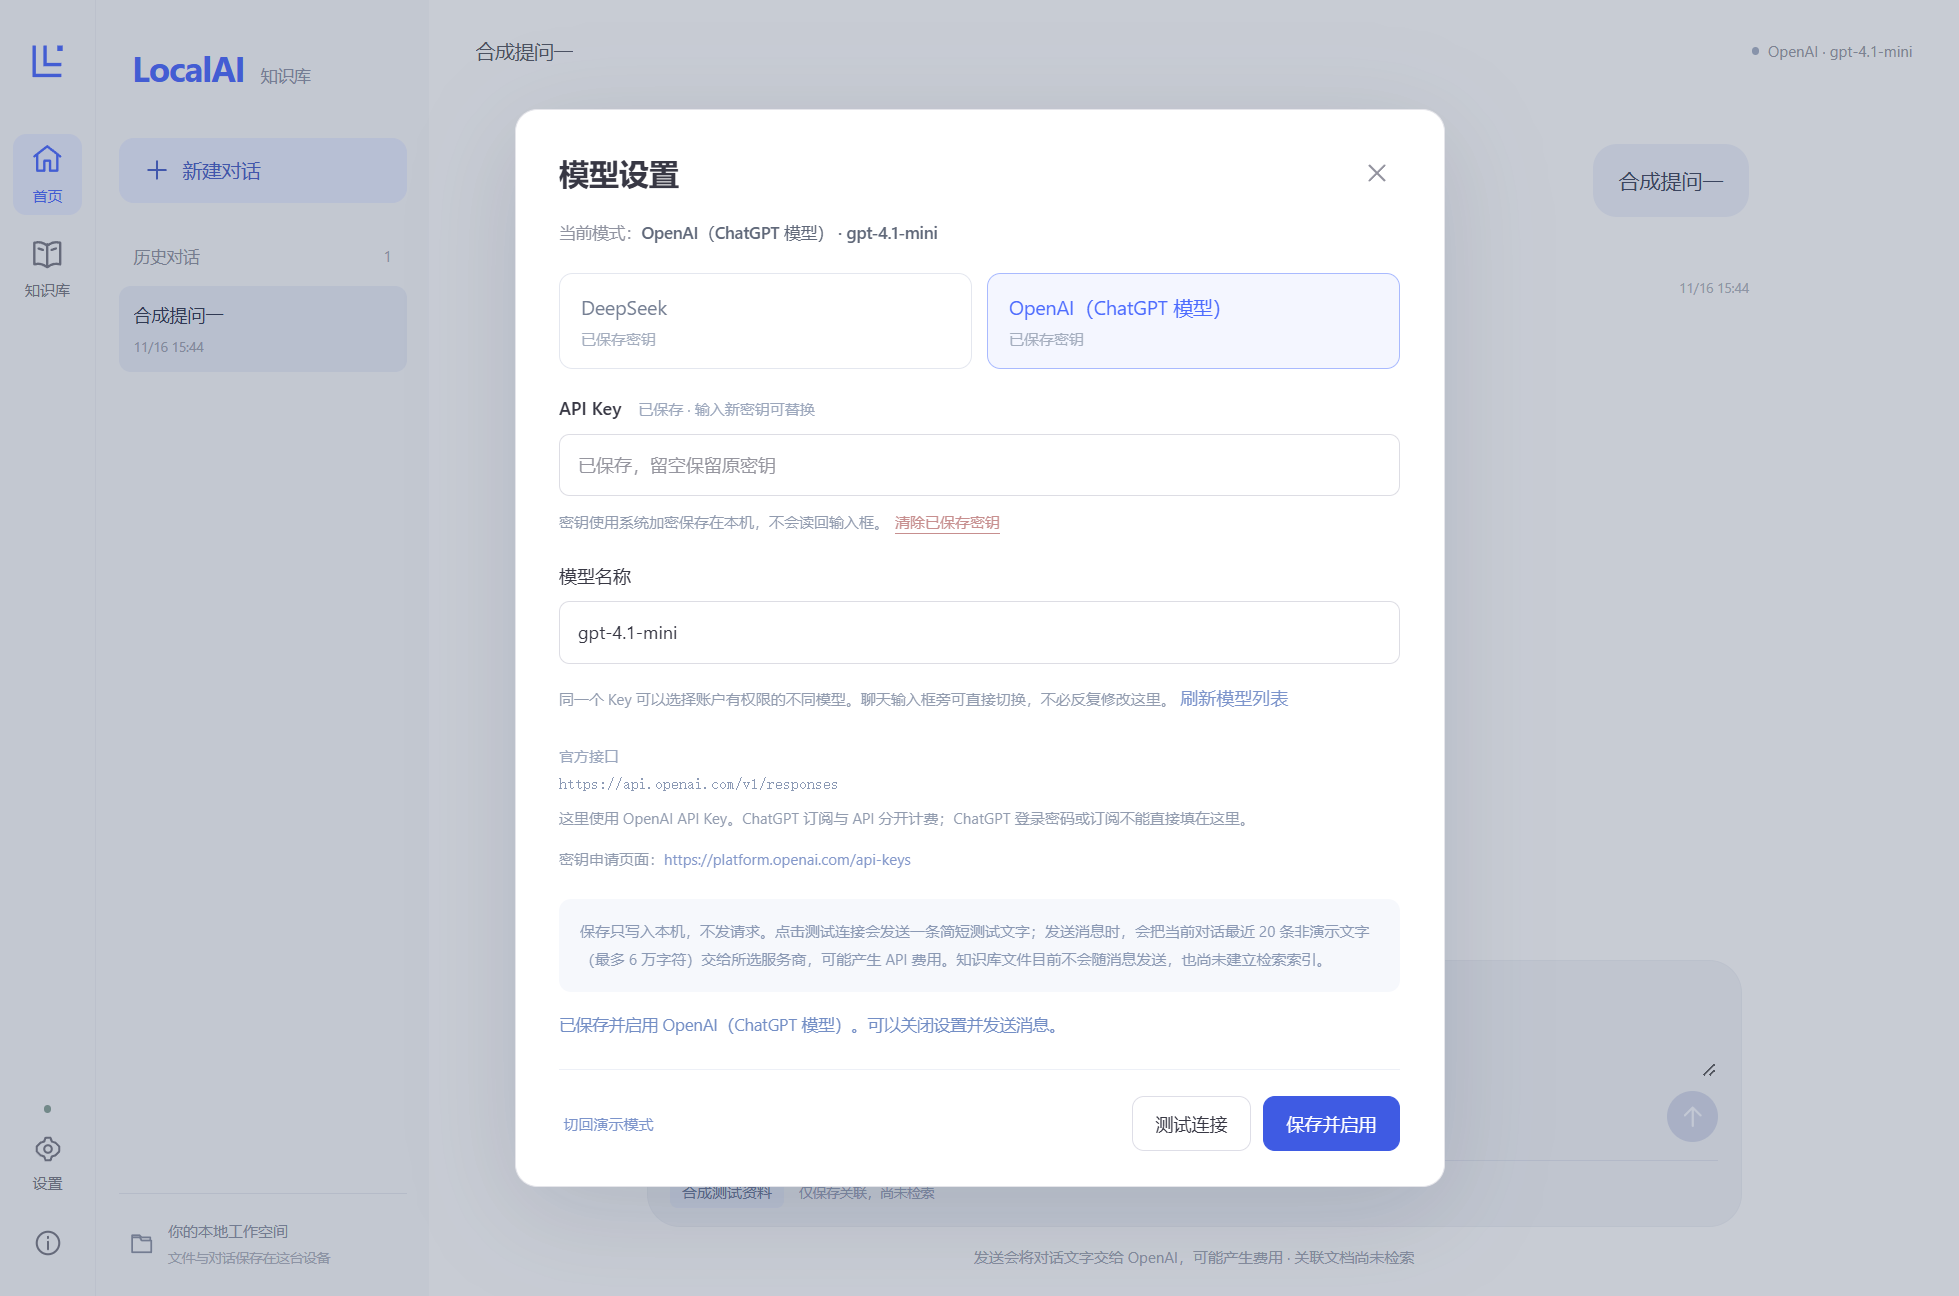 首页
知识库
设置
LocalAI 知识库
新建对话
历史对话 1
合成提问一
11/16 15:44
你的本地工作空间
文件与对话保存在这台设备
合成提问一
OpenAI · gpt-4.1-mini
合成提问一
11/16 15:44
模型设置
当前模式：OpenAI（ChatGPT 模型） · gpt-4.1-mini
DeepSeek
已保存密钥
OpenAI（ChatGPT 模型）
已保存密钥
API Key 已保存 · 输入新密钥可替换
已保存，留空保留原密钥
密钥使用系统加密保存在本机，不会读回输入框。 清除已保存密钥
模型名称
gpt-4.1-mini
同一个 Key 可以选择账户有权限的不同模型。聊天输入框旁可直接切换，不必反复修改这里。 刷新模型列表
官方接口
https://api.openai.com/v1/responses
这里使用 OpenAI API Key。ChatGPT 订阅与 API 分开计费；ChatGPT 登录密码或订阅不能直接填在这里。
密钥申请页面：https://platform.openai.com/api-keys
保存只写入本机，不发请求。点击测试连接会发送一条简短测试文字；发送消息时，会把当前对话最近 20 条非演示文字
（最多 6 万字符）交给所选服务商，可能产生 API 费用。知识库文件目前不会随消息发送，也尚未建立检索索引。
已保存并启用 OpenAI（ChatGPT 模型）。可以关闭设置并发送消息。
切回演示模式
测试连接
保存并启用
合成测试资料 仅保存关联，尚未检索
发送会将对话文字交给 OpenAI，可能产生费用 · 关联文档尚未检索